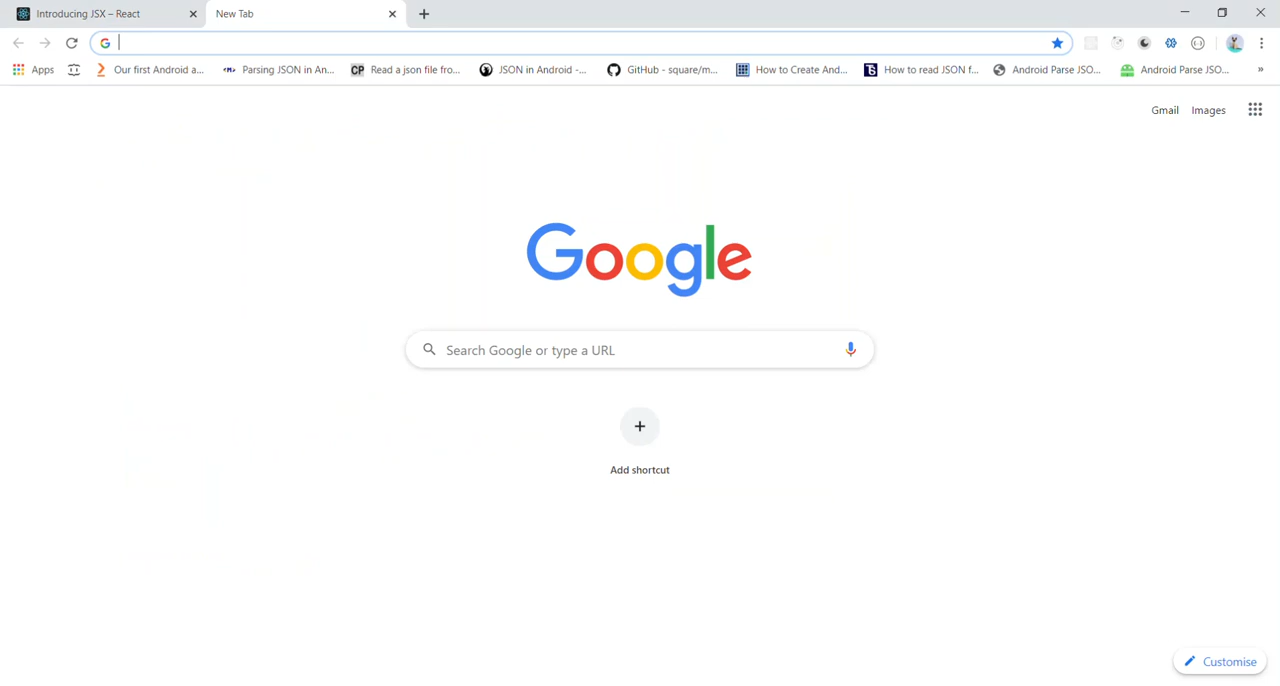 Introducing JSX – React
New Tab
Apps
Our first Android a...
<M>
Parsing JSON in An...
CP
Read a json file fro...
JSON in Android -...
GitHub - square/m...
How to Create And...
TS
How to read JSON f...
Android Parse JSO...
Android Parse JSO...
»
Gmail
Images
Google
Search Google or type a URL
Add shortcut
Customise